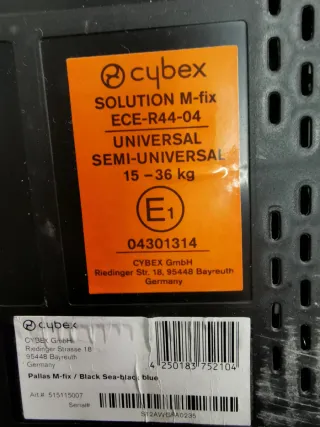 cybex
SOLUTION M-fix
ECE-R44-04
UNIVERSAL
SEMI-UNIVERSAL
15 – 36 kg
E1
04301314
CYBEX GmbH
Riedinger Str. 18, 95448 Bayreuth
Germany
cybex
CYBEX GmbH
Riedinger Strasse 18
95448 Bayreuth
Germany
4 250183 752104
Pallas M-fix / Black Sea-black blue
Art #: 515115007
Serial#